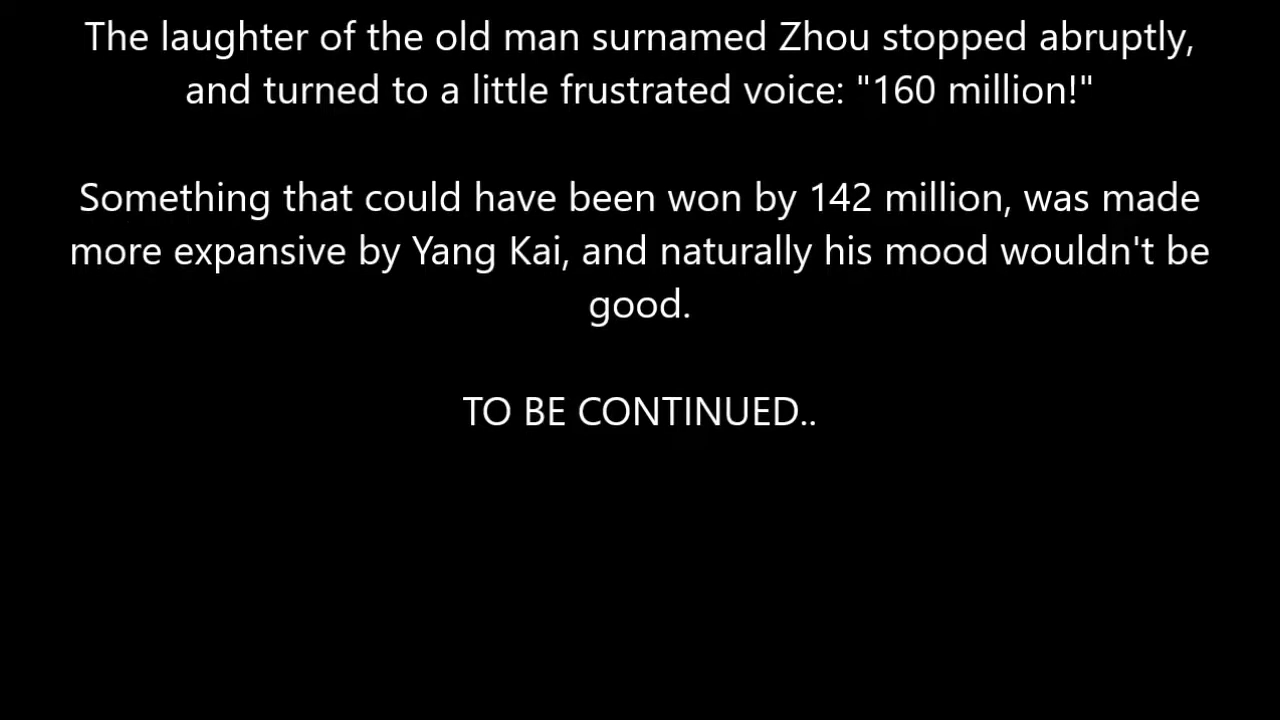 The laughter of the old man surnamed Zhou stopped abruptly,
and turned to a little frustrated voice: "160 million!"
Something that could have been won by 142 million, was made
more expansive by Yang Kai, and naturally his mood wouldn't be
good.
TO BE CONTINUED..